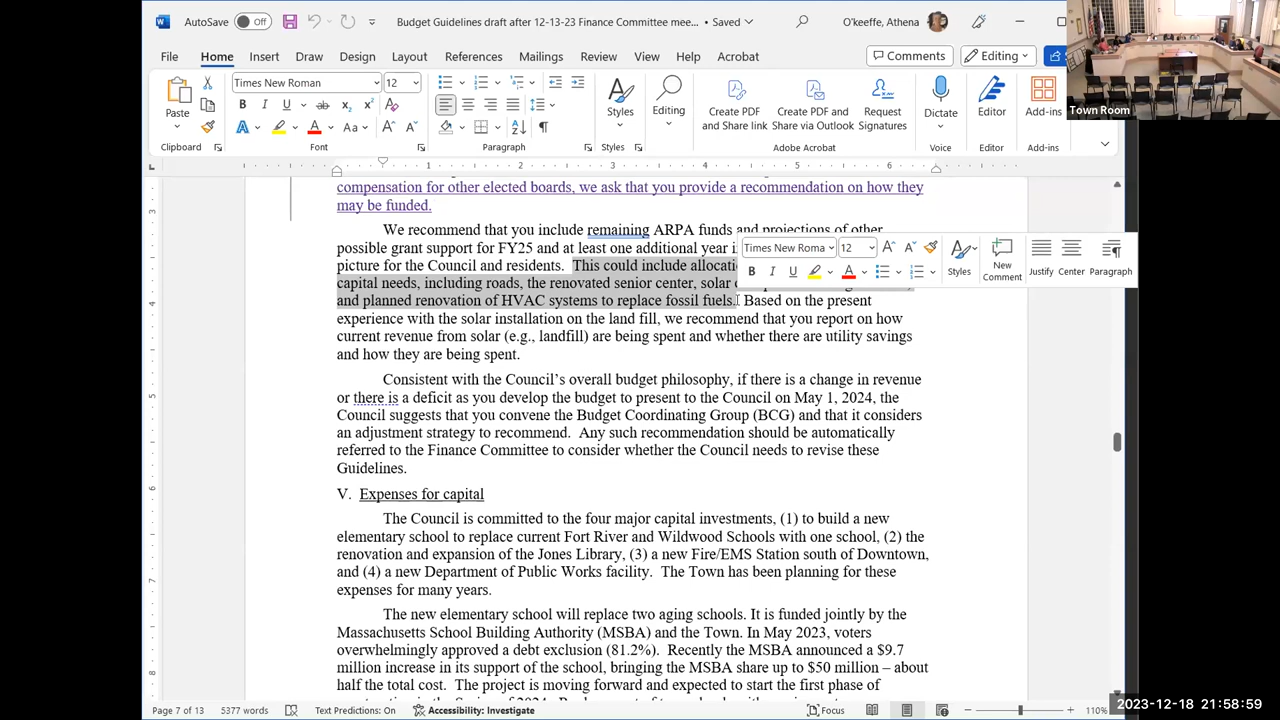 AutoSave Off Budget Guidelines draft after 12-13-23 Finance Committee mee... • Saved O'keeffe, Athena
File Home Insert Draw Design Layout References Mailings Review View Help Acrobat Comments Editing
Times New Roman 12
Paste Styles Editing Create PDF and Share link Create PDF and Share via Outlook Request Signatures Dictate Editor Add-ins
Clipboard Font Paragraph Styles Adobe Acrobat Voice Editor Add-ins
Town Room
compensation for other elected boards, we ask that you provide a recommendation on how they
may be funded.
We recommend that you include remaining ARPA funds and projections of other
possible grant support for FY25 and at least one additional year
picture for the Council and residents. This could include
capital needs, including roads, the renovated senior center, solar
and planned renovation of HVAC systems to replace fossil fuels. Based on the present
experience with the solar installation on the land fill, we recommend that you report on how
current revenue from solar (e.g., landfill) are being spent and whether there are utility savings
and how they are being spent.
Times New Roma 12
Styles New Comment Justify Center Paragraph
Consistent with the Council's overall budget philosophy, if there is a change in revenue
or there is a deficit as you develop the budget to present to the Council on May 1, 2024, the
Council suggests that you convene the Budget Coordinating Group (BCG) and that it considers
an adjustment strategy to recommend. Any such recommendation should be automatically
referred to the Finance Committee to consider whether the Council needs to revise these
Guidelines.
V. Expenses for capital
The Council is committed to the four major capital investments, (1) to build a new
elementary school to replace current Fort River and Wildwood Schools with one school, (2) the
renovation and expansion of the Jones Library, (3) a new Fire/EMS Station south of Downtown,
and (4) a new Department of Public Works facility. The Town has been planning for these
expenses for many years.
The new elementary school will replace two aging schools. It is funded jointly by the
Massachusetts School Building Authority (MSBA) and the Town. In May 2023, voters
overwhelmingly approved a debt exclusion (81.2%). Recently the MSBA announced a $9.7
million increase in its support of the school, bringing the MSBA share up to $50 million – about
half the total cost. The project is moving forward and expected to start the first phase of
Page 7 of 13 5377 words Text Predictions: On Accessibility: Investigate Focus 110%
2023-12-18 21:58:59